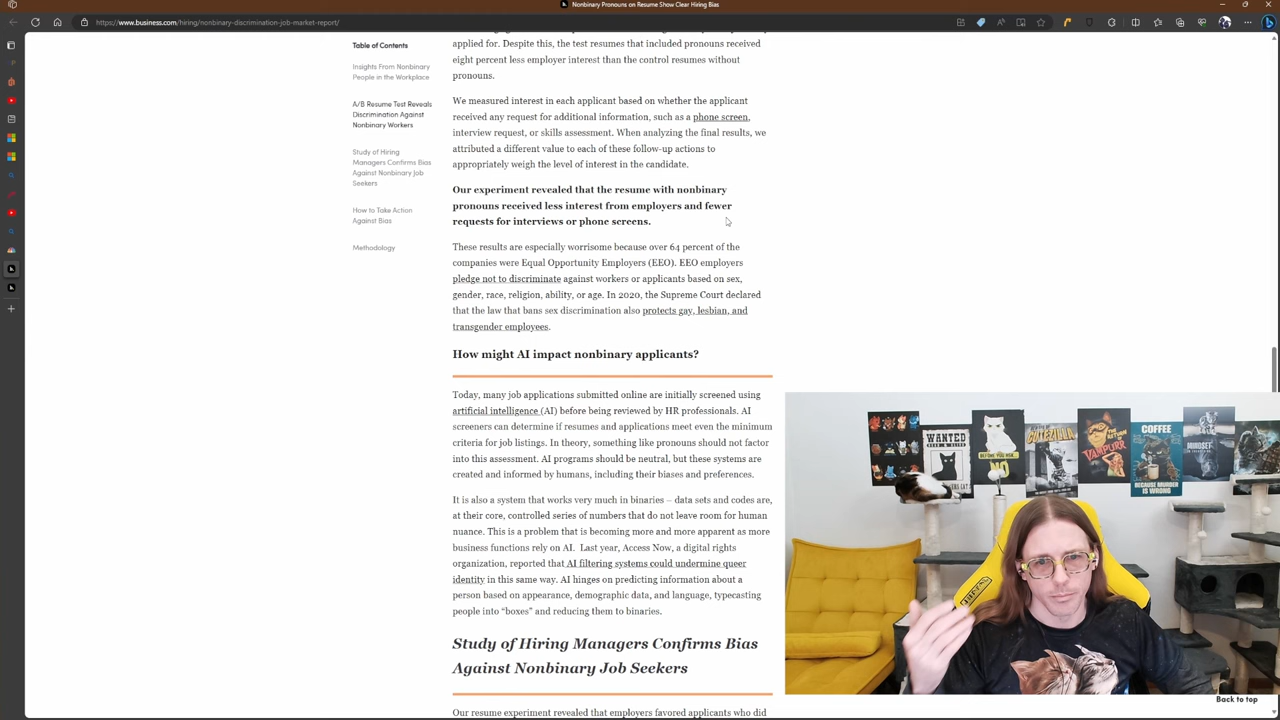 Nonbinary Pronouns on Resume Show Clear Hiring Bias
https://www.business.com/hiring/nonbinary-discrimination-job-market-report/
Table of Contents
Insights From Nonbinary
People in the Workplace
A/B Resume Test Reveals
Discrimination Against
Nonbinary Workers
Study of Hiring
Managers Confirms Bias
Against Nonbinary Job
Seekers
How to Take Action
Against Bias
Methodology
applied for. Despite this, the test resumes that included pronouns received
eight percent less employer interest than the control resumes without
pronouns.
We measured interest in each applicant based on whether the applicant
received any request for additional information, such as a phone screen,
interview request, or skills assessment. When analyzing the final results, we
attributed a different value to each of these follow-up actions to
appropriately weigh the level of interest in the candidate.
Our experiment revealed that the resume with nonbinary
pronouns received less interest from employers and fewer
requests for interviews or phone screens.
These results are especially worrisome because over 64 percent of the
companies were Equal Opportunity Employers (EEO). EEO employers
pledge not to discriminate against workers or applicants based on sex,
gender, race, religion, ability, or age. In 2020, the Supreme Court declared
that the law that bans sex discrimination also protects gay, lesbian, and
transgender employees.
How might AI impact nonbinary applicants?
Today, many job applications submitted online are initially screened using
artificial intelligence (AI) before being reviewed by HR professionals. AI
screeners can determine if resumes and applications meet even the minimum
criteria for job listings. In theory, something like pronouns should not factor
into this assessment. AI programs should be neutral, but these systems are
created and informed by humans, including their biases and preferences.
It is also a system that works very much in binaries – data sets and codes are,
at their core, controlled series of numbers that do not leave room for human
nuance. This is a problem that is becoming more and more apparent as more
business functions rely on AI.  Last year, Access Now, a digital rights
organization, reported that AI filtering systems could undermine queer
identity in this same way. AI hinges on predicting information about a
person based on appearance, demographic data, and language, typecasting
people into “boxes” and reducing them to binaries.
Study of Hiring Managers Confirms Bias
Against Nonbinary Job Seekers
Our resume experiment revealed that employers favored applicants who did
WANTED
BEFORE YOU ASK..
NO
CATZILLA
TAMPER
COFFEE
BECAUSE MURDER
IS WRONG
MINDSET
Back to top